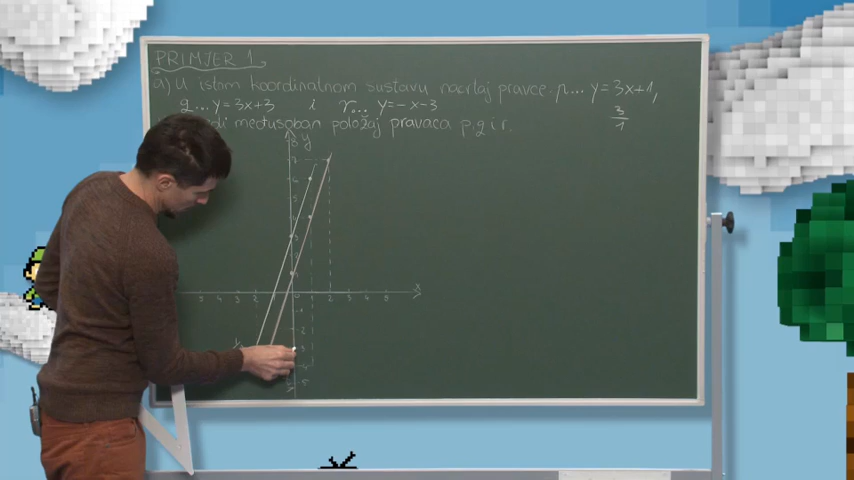 PRIMJER 1
a) U istom koordinatnom sustavu nacrtaj pravce p... y=3x+1,
g... y=3x+3 i r... y=-x-3
međusoban položaj pravaca p, g i r.
3
1
y
x